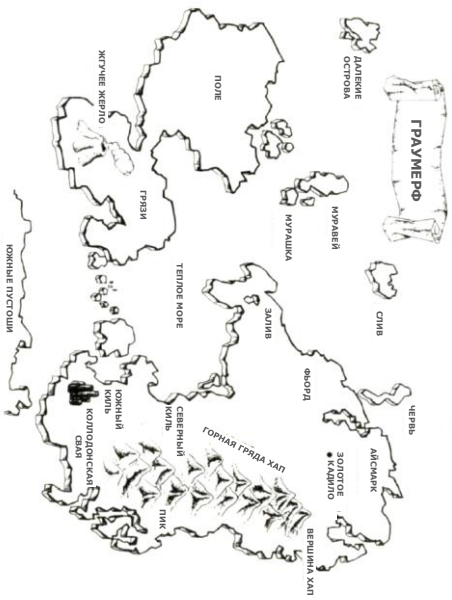 ГРАУМЕРФ
ДАЛЕКИЕ
ОСТРОВА
ПОЛЕ
ЖГУЧЕЕ ЖЕРЛО
ГРЯЗИ
МУРАВЕЙ
МУРАШКА
СЛИВ
ТЕПЛОЕ МОРЕ
ЮЖНЫЕ ПУСТОШИ
ЗАЛИВ
ФЬОРД
ЧЕРВЬ
АЙСМАРК
ЗОЛОТОЕ
КАДИЛО
ГОРНАЯ ГРЯДА ХАП
СЕВЕРНЫЙ
КИЛЬ
ЮЖНЫЙ
КИЛЬ
КОЛЛОДОНСКАЯ
СВАЯ
ПИК
ВЕРШИНА ХАП